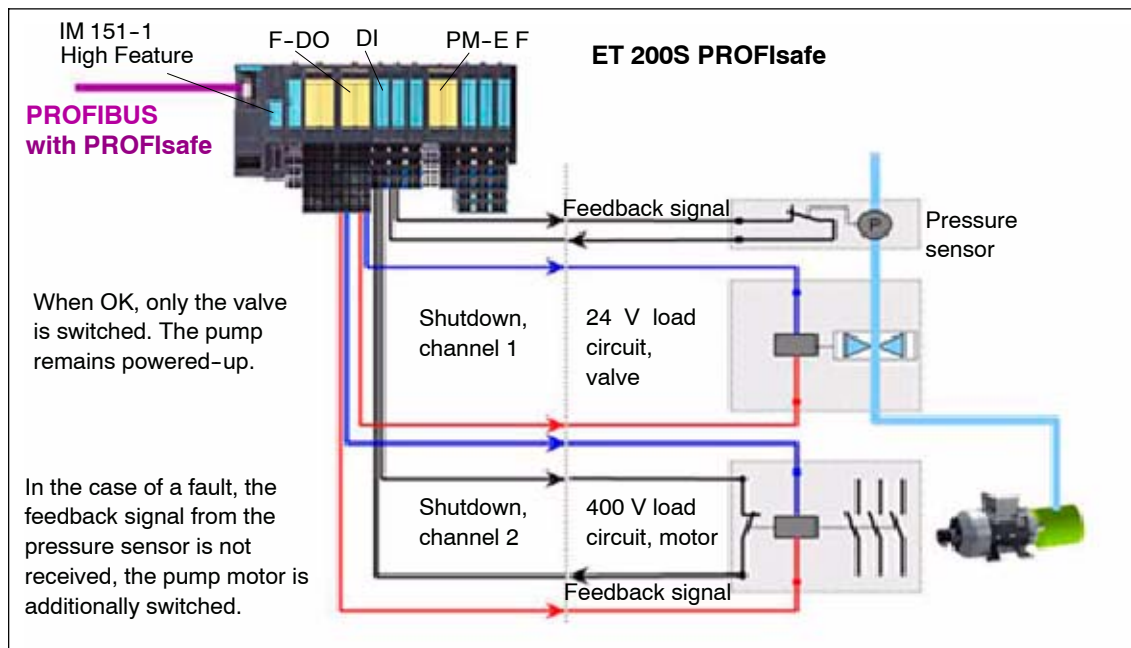 IM 151-1
High Feature
F-DO
DI
PM-E F
ET 200S PROFIsafe
PROFIBUS
with PROFIsafe
Feedback signal
P
Pressure
sensor
When OK, only the valve
is switched. The pump
remains powered-up.
Shutdown,
channel 1
24 V load
circuit,
valve
In the case of a fault, the
feedback signal from the
pressure sensor is not
received, the pump motor is
additionally switched.
Shutdown,
channel 2
400 V load
circuit, motor
Feedback signal